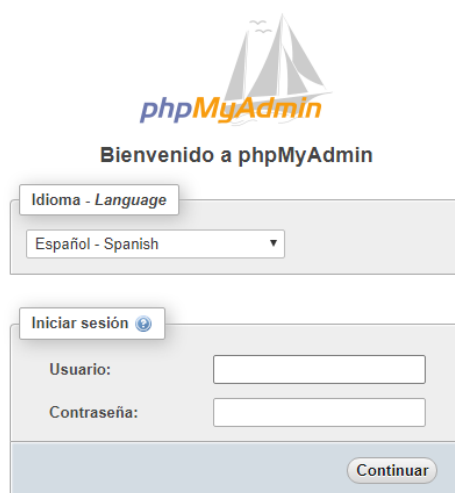 phpMyAdmin
Bienvenido a phpMyAdmin
Idioma - Language
Español - Spanish
Iniciar sesión
Usuario:
Contraseña:
Continuar